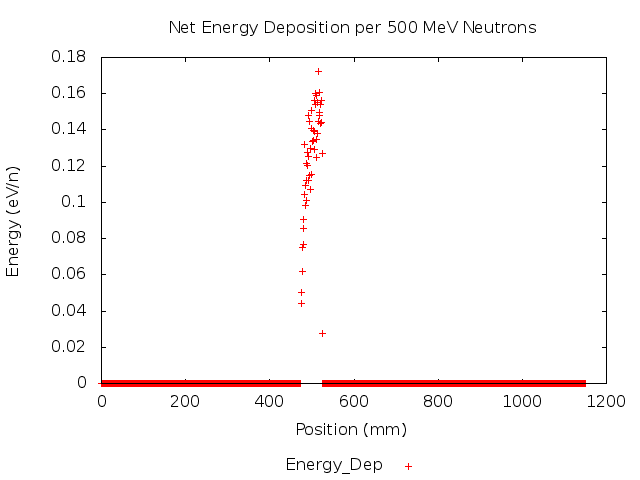 Net Energy Deposition per 500 MeV Neutrons
0.18
0.16
0.14
0.12
0.1
0.08
0.06
0.04
0.02
0
Energy (eV/n)
0 200 400 600 800 1000 1200
Position (mm)
Energy_Dep